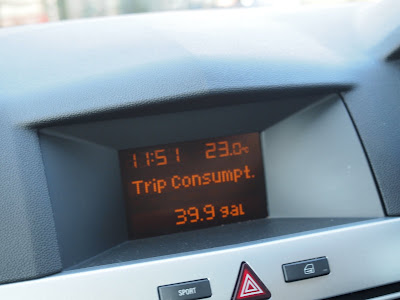 11:51 23.0°C
Trip Consumpt.
39.9 gal
SPORT